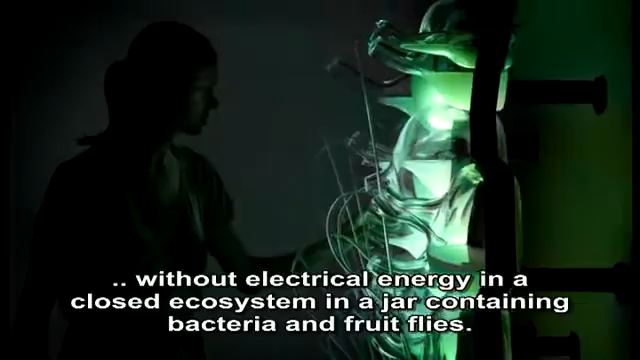 .. without electrical energy in a
closed ecosystem in a jar containing
bacteria and fruit flies.